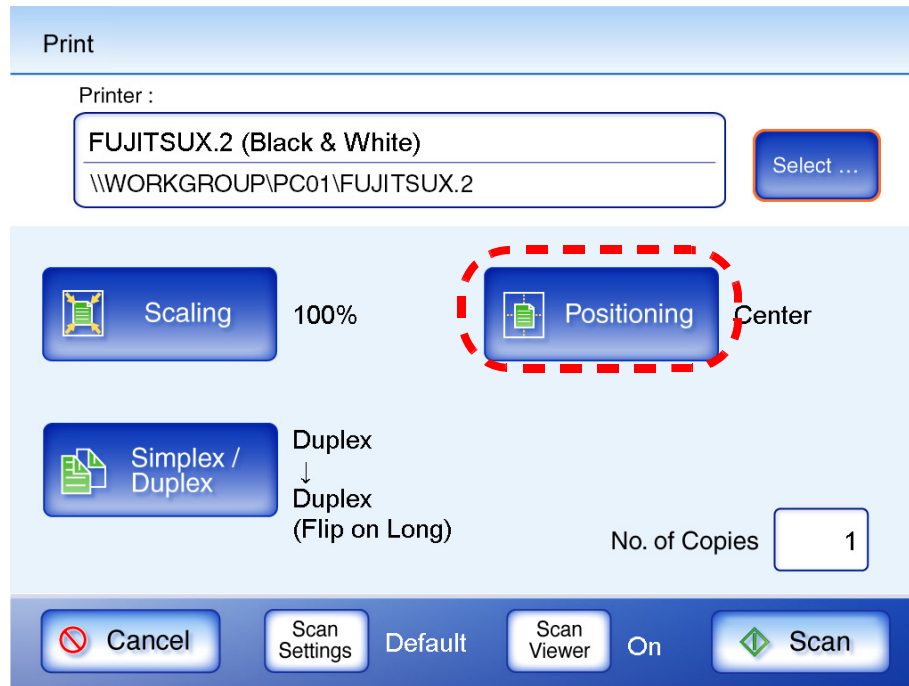 Print
Printer :
FUJITSUX.2 (Black & White)
\\WORKGROUP\PC01\FUJITSUX.2
Select ...
Scaling
100%
Positioning
Center
Simplex /
Duplex
Duplex
↓
Duplex
(Flip on Long)
No. of Copies
1
Cancel
Scan
Settings
Default
Scan
Viewer
On
Scan